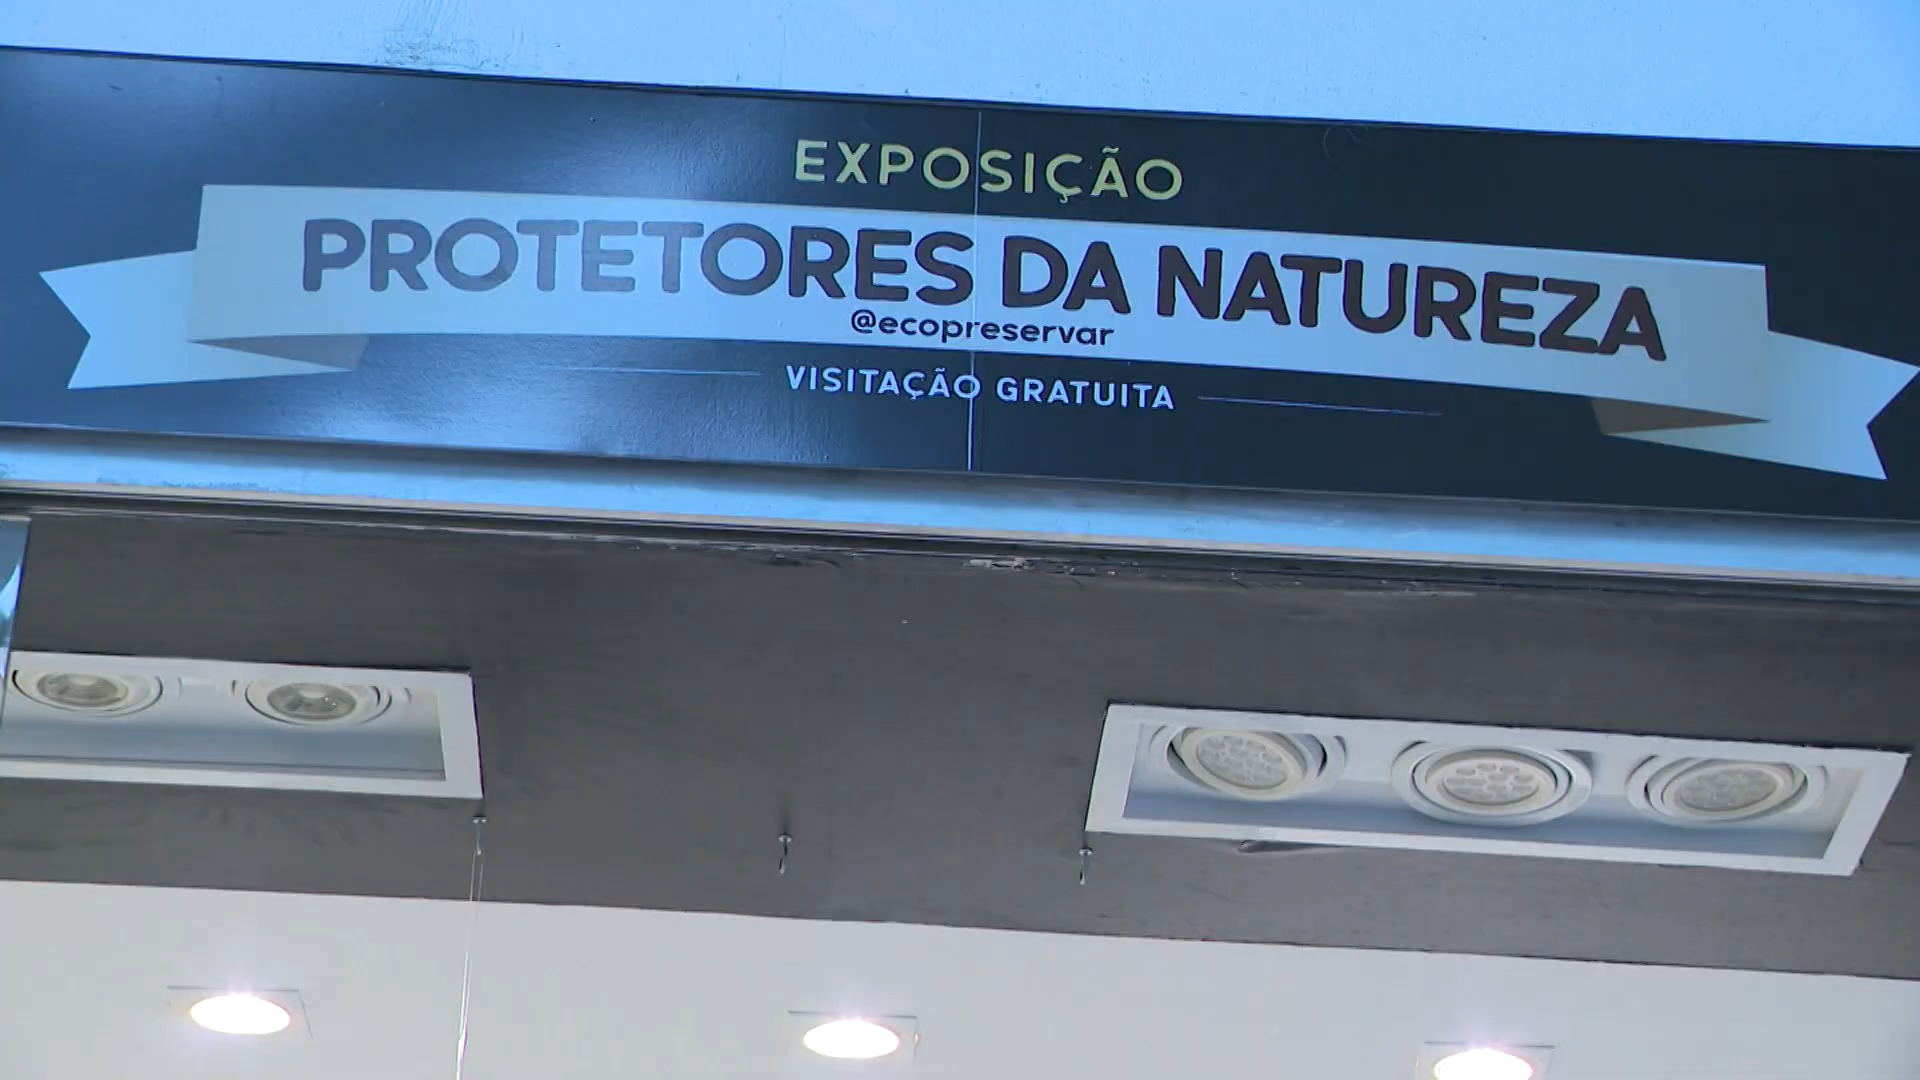 EXPOSIÇÃO
PROTETORES DA NATUREZA
@ecopreservar
VISITAÇÃO GRATUITA